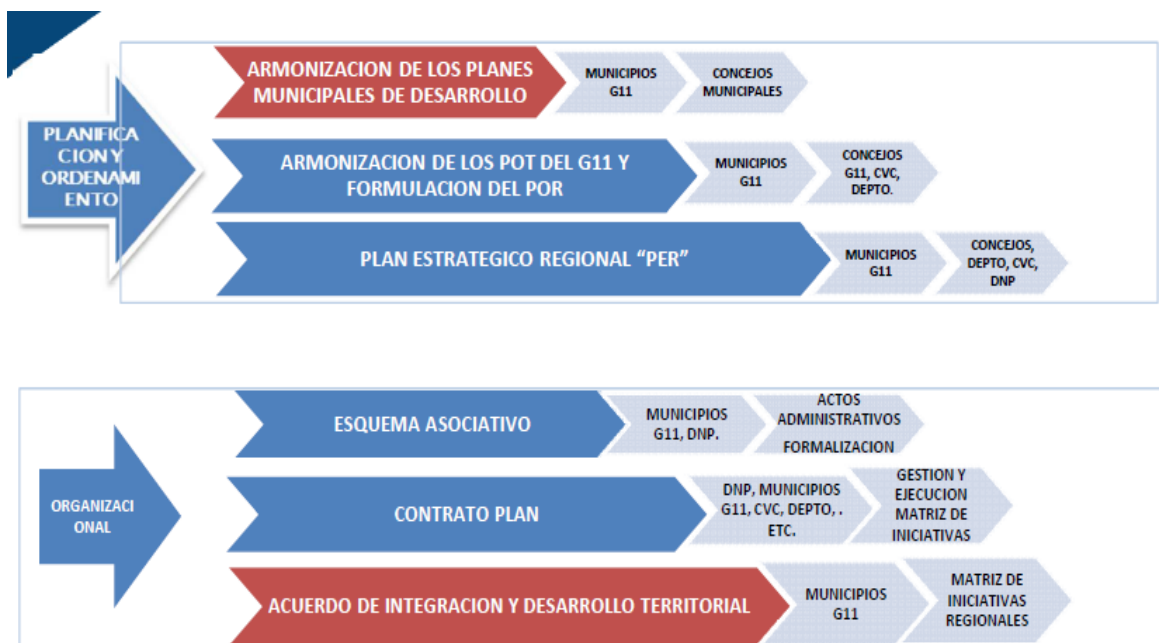 PLANIFICA
CION Y
ORDENAMI
ENTO
ARMONIZACION DE LOS PLANES
MUNICIPALES DE DESARROLLO
MUNICIPIOS
G11
CONCEJOS
MUNICIPALES
ARMONIZACION DE LOS POT DEL G11 Y
FORMULACION DEL POR
MUNICIPIOS
G11
CONCEJOS
G11, CVC,
DEPTO.
PLAN ESTRATEGICO REGIONAL “PER”
MUNICIPIOS
G11
CONCEJOS,
DEPTO, CVC,
DNP
ORGANIZACI
ONAL
ESQUEMA ASOCIATIVO
MUNICIPIOS
G11, DNP.
ACTOS
ADMINISTRATIVOS
FORMALIZACION
CONTRATO PLAN
DNP, MUNICIPIOS
G11, CVC, DEPTO, .
ETC.
GESTION Y
EJECUCION
MATRIZ DE
INICIATIVAS
ACUERDO DE INTEGRACION Y DESARROLLO TERRITORIAL
MUNICIPIOS
G11
MATRIZ DE
INICIATIVAS
REGIONALES